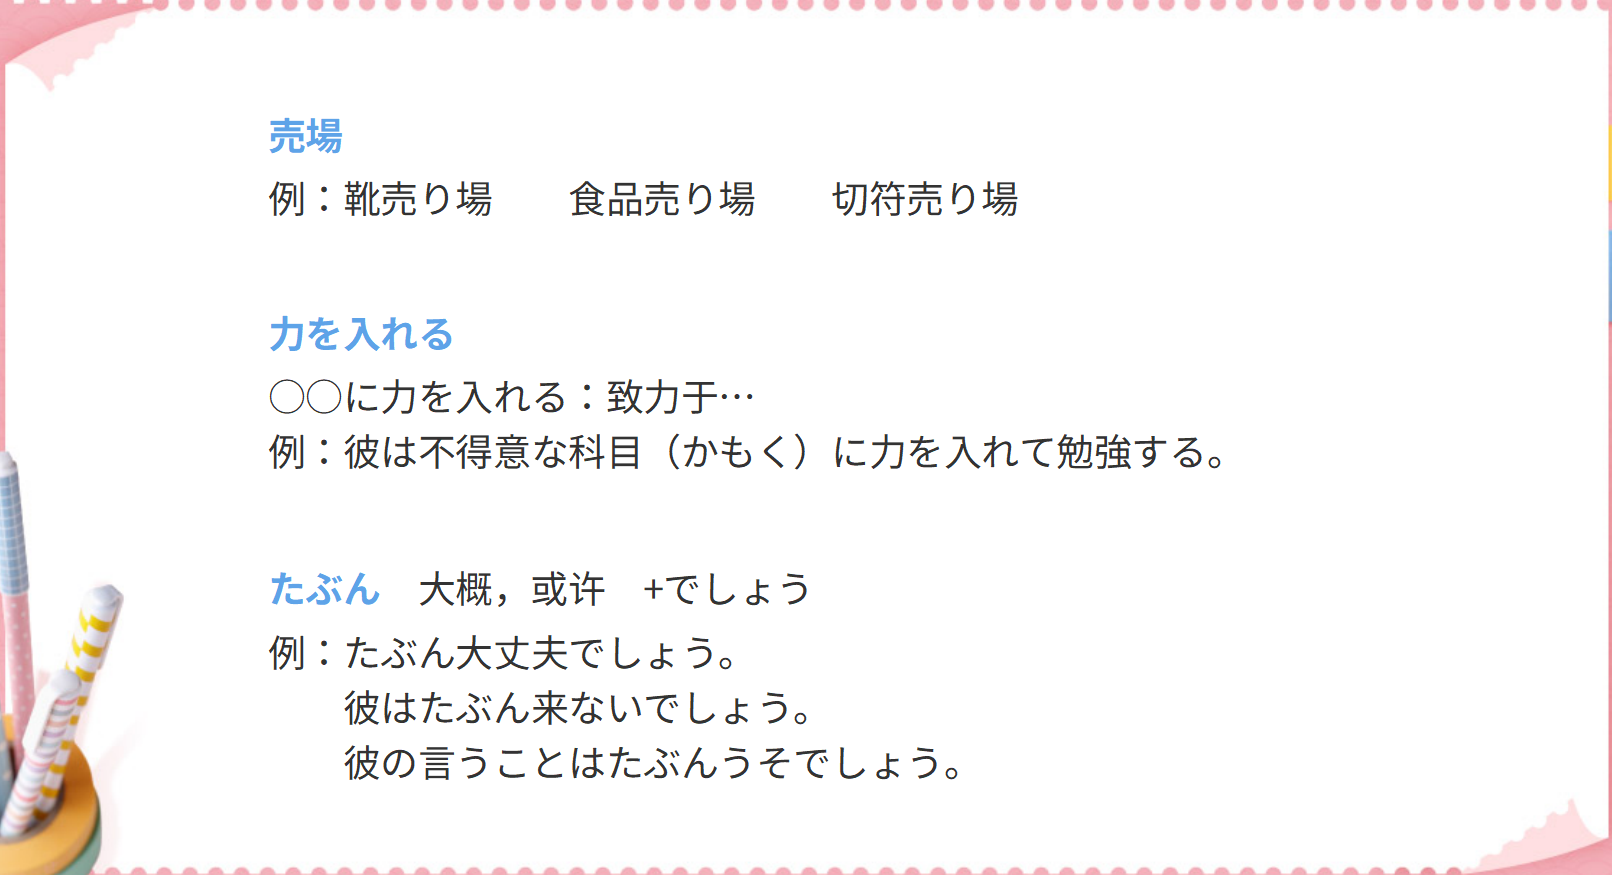 売場
例：靴売り場　　食品売り場　　切符売り場
力を入れる
○○に力を入れる：致力于…
例：彼は不得意な科目（かもく）に力を入れて勉強する。
たぶん　大概，或许　+でしょう
例：たぶん大丈夫でしょう。
彼はたぶん来ないでしょう。
彼の言うことはたぶんうそでしょう。